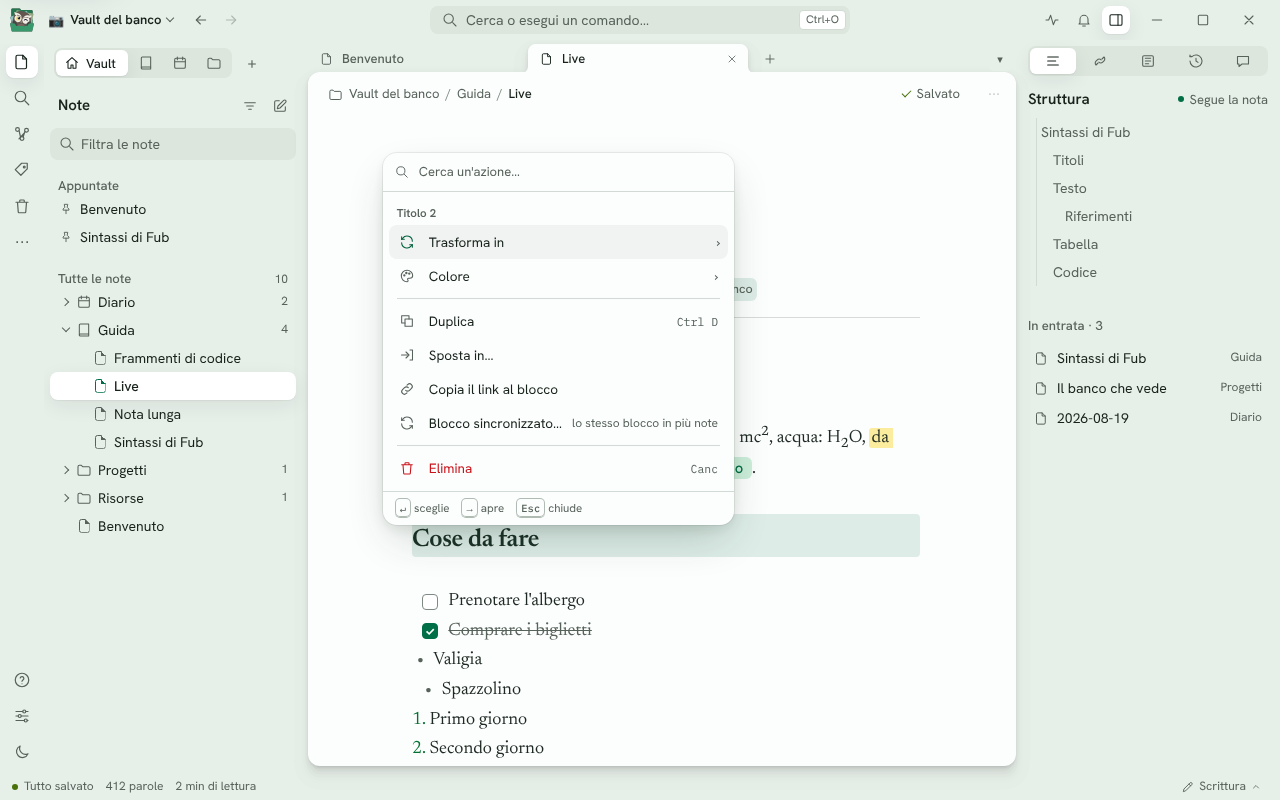 Vault del banco
Cerca o esegui un comando...
Ctrl+O
Vault
Note
Filtra le note
Appuntate
Benvenuto
Sintassi di Fub
Tutte le note 10
Diario 2
Guida 4
Frammenti di codice
Live
Nota lunga
Sintassi di Fub
Progetti 1
Risorse 1
Benvenuto
Tutto salvato 412 parole 2 min di lettura
Benvenuto
Live
Vault del banco / Guida / Live
Salvato
Cerca un'azione...
Titolo 2
Trasforma in
Colore
Duplica Ctrl D
Sposta in...
Copia il link al blocco
Blocco sincronizzato... lo stesso blocco in più note
Elimina Canc
sceglie → apre Esc chiude
mc², acqua: H₂O, da
Cose da fare
Prenotare l'albergo
Comprare i biglietti
• Valigia
• Spazzolino
1. Primo giorno
2. Secondo giorno
Struttura
Segue la nota
Sintassi di Fub
Titoli
Testo
Riferimenti
Tabella
Codice
In entrata · 3
Sintassi di Fub Guida
Il banco che vede Progetti
2026-08-19 Diario
Scrittura